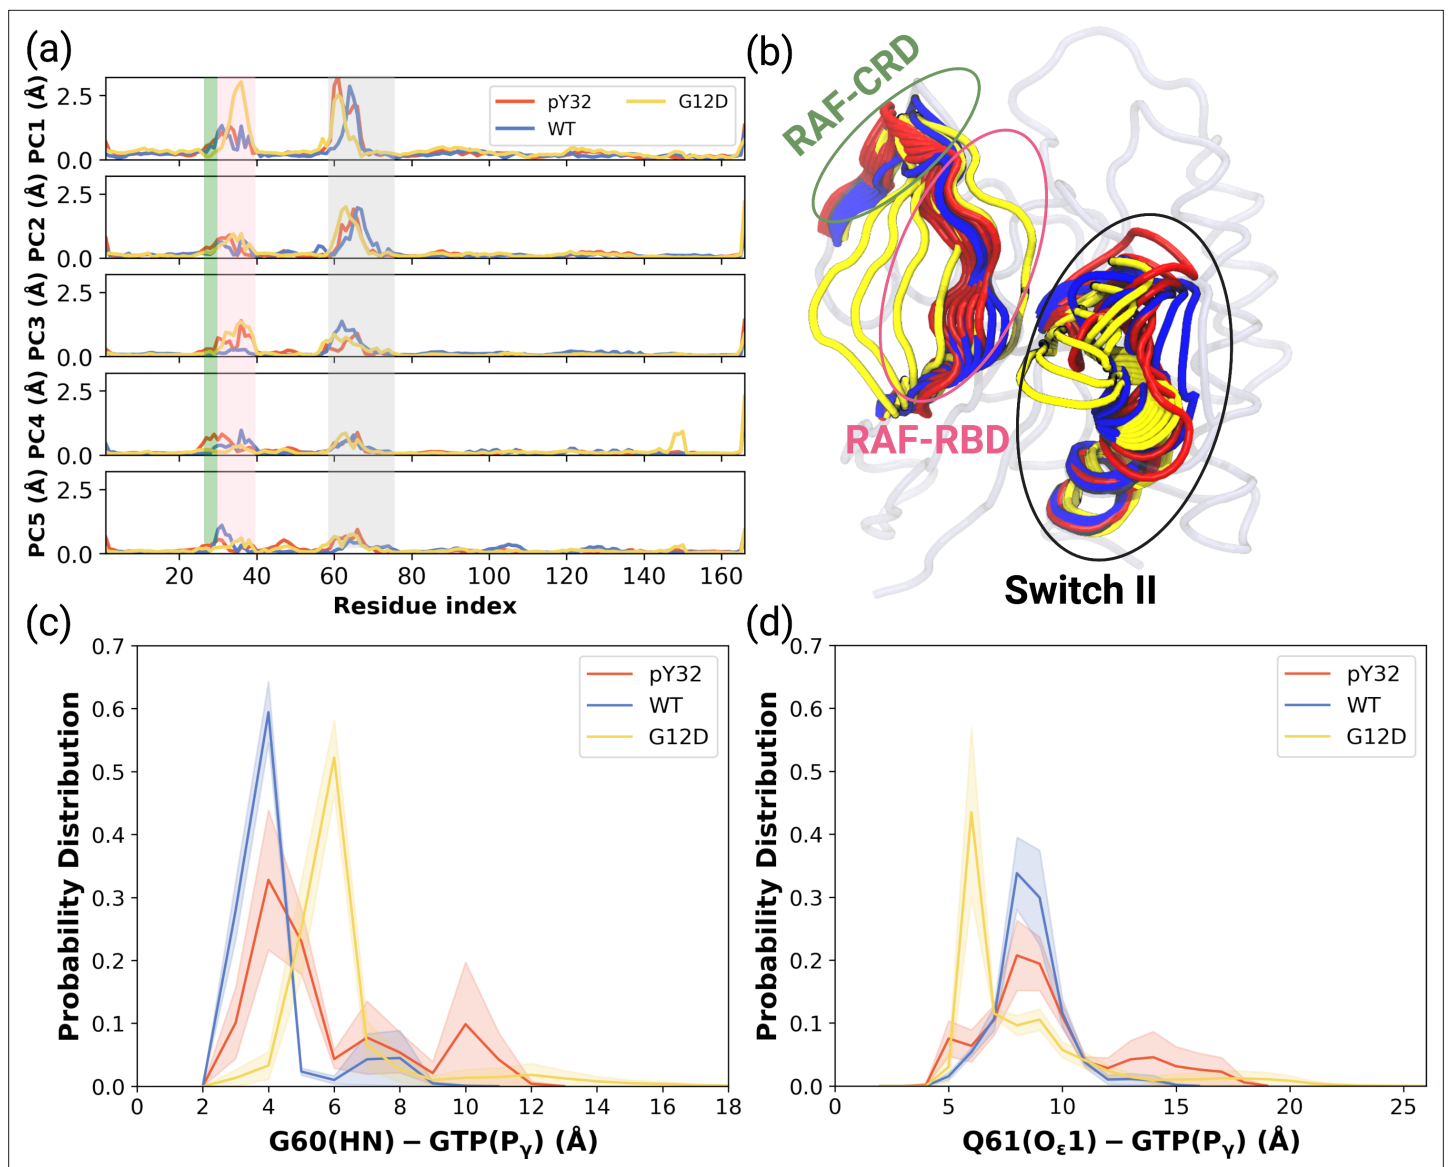 (a)
PC1 (Å)
2.5
0.0
pY32
WT
G12D
PC2 (Å)
2.5
0.0
PC3 (Å)
2.5
0.0
PC4 (Å)
2.5
0.0
PC5 (Å)
2.5
0.0
20 40 60 80 100 120 140 160
Residue index
(b)
RAF-CRD
RAF-RBD
Switch II
(c)
Probability Distribution
0.7
0.6
0.5
0.4
0.3
0.2
0.1
0.0
pY32
WT
G12D
0 2 4 6 8 10 12 14 16 18
G60(HN) − GTP(Pγ) (Å)
(d)
Probability Distribution
0.7
0.6
0.5
0.4
0.3
0.2
0.1
0.0
pY32
WT
G12D
0 5 10 15 20 25
Q61(Oε1) − GTP(Pγ) (Å)